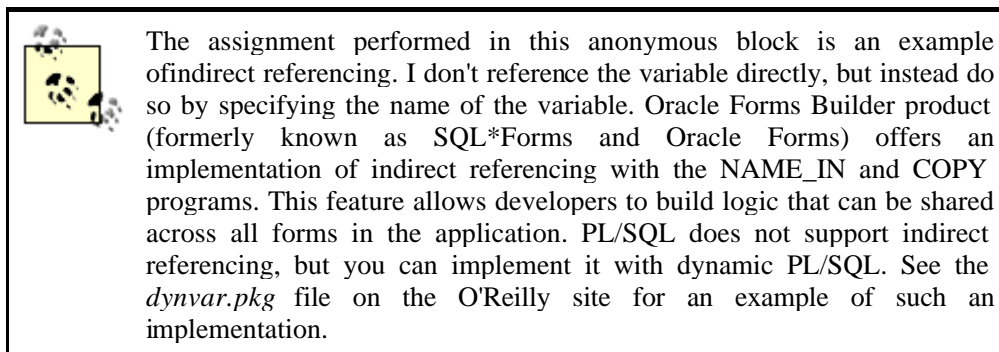 The assignment performed in this anonymous block is an example
ofindirect referencing. I don't reference the variable directly, but instead do
so by specifying the name of the variable. Oracle Forms Builder product
(formerly known as SQL*Forms and Oracle Forms) offers an
implementation of indirect referencing with the NAME_IN and COPY
programs. This feature allows developers to build logic that can be shared
across all forms in the application. PL/SQL does not support indirect
referencing, but you can implement it with dynamic PL/SQL. See the
dynvar.pkg file on the O'Reilly site for an example of such an
implementation.